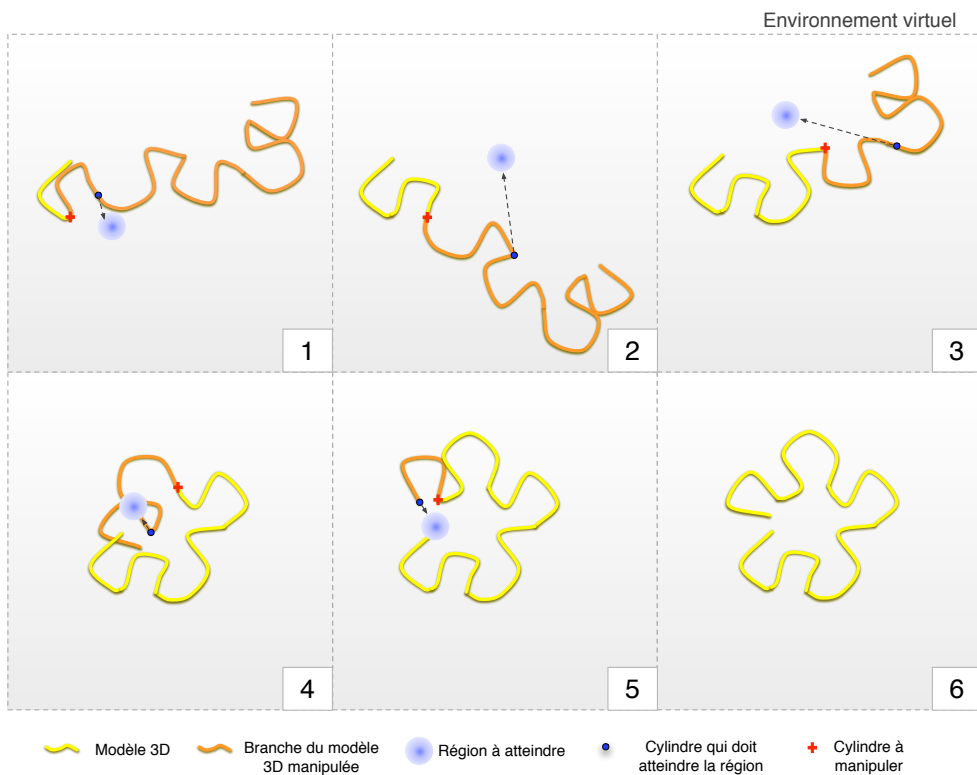 Environnement virtuel
1
2
3
4
5
6
Modèle 3D
Branche du modèle
3D manipulée
Région à atteindre
Cylindre qui doit
atteindre la région
Cylindre à
manipuler